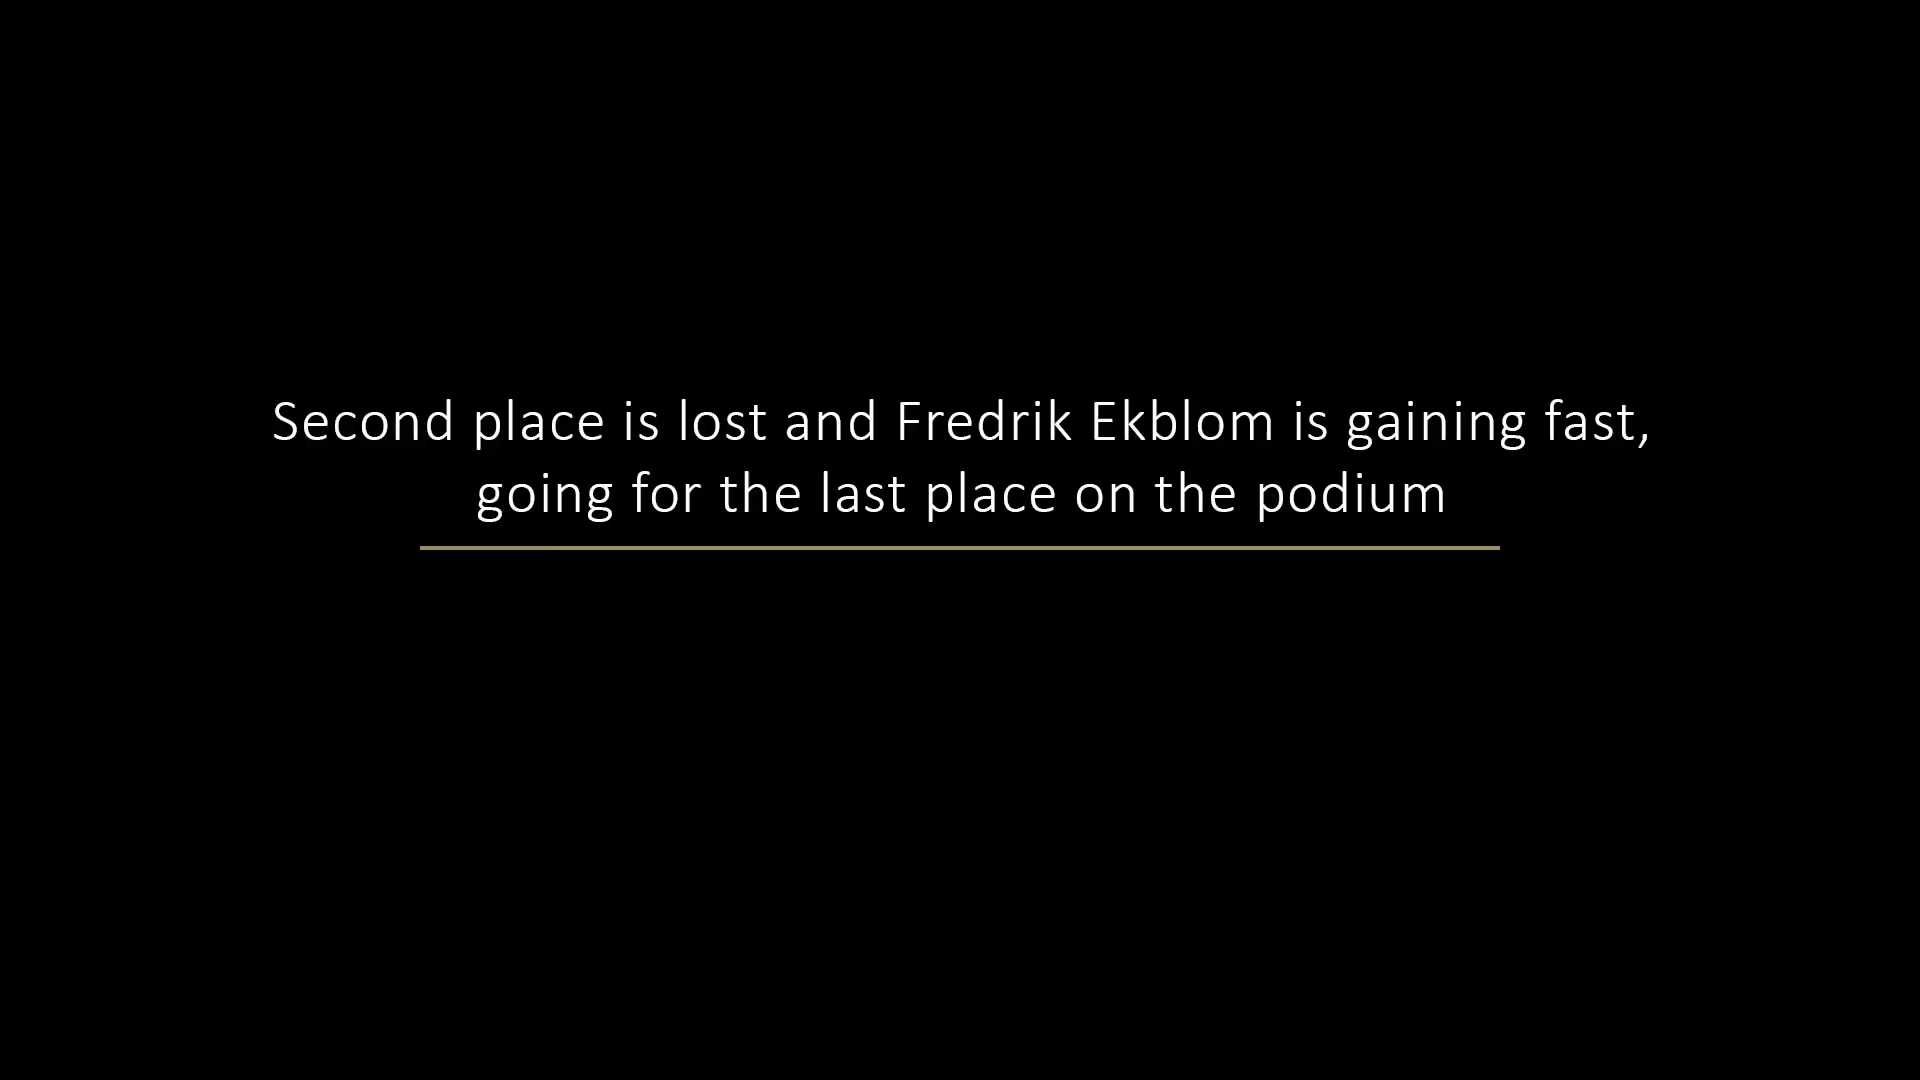 Second place is lost and Fredrik Ekblom is gaining fast,
going for the last place on the podium